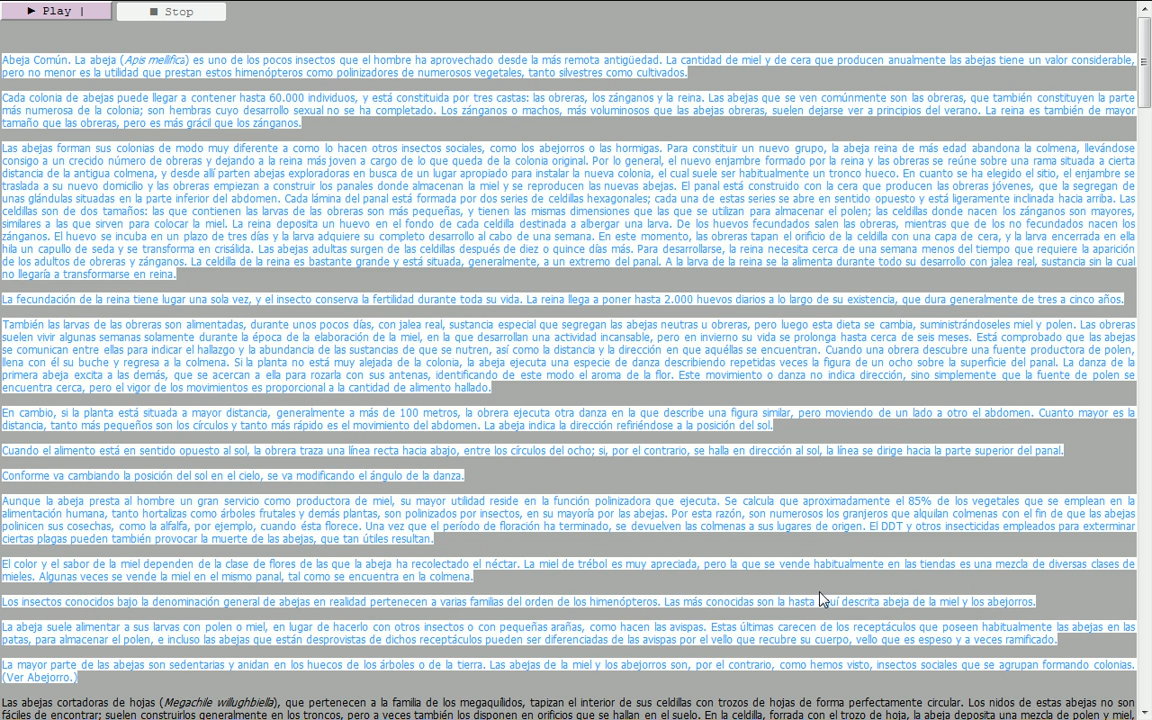 ► Play |
■ Stop
Abeja Común. La abeja (Apis mellifica) es uno de los pocos insectos que el hombre ha aprovechado desde la más remota antigüedad. La cantidad de miel y de cera que producen anualmente las abejas tiene un valor considerable,
pero no menor es la utilidad que prestan estos himenópteros como polinizadores de numerosos vegetales, tanto silvestres como cultivados.
Cada colonia de abejas puede llegar a contener hasta 60.000 individuos, y está constituida por tres castas: las obreras, los zánganos y la reina. Las abejas que se ven comúnmente son las obreras, que también constituyen la parte
más numerosa de la colonia; son hembras cuyo desarrollo sexual no se ha completado. Los zánganos o machos, más voluminosos que las abejas obreras, suelen dejarse ver a principios del verano. La reina es también de mayor
tamaño que las obreras, pero es más grácil que los zánganos.
Las abejas forman sus colonias de modo muy diferente a como lo hacen otros insectos sociales, como los abejorros o las hormigas. Para constituir un nuevo grupo, la abeja reina de más edad abandona la colmena, llevándose
consigo a un crecido número de obreras y dejando a la reina más joven a cargo de lo que queda de la colonia original. Por lo general, el nuevo enjambre formado por la reina y las obreras se reúne sobre una rama situada a cierta
distancia de la antigua colmena, y desde allí parten abejas exploradoras en busca de un lugar apropiado para instalar la nueva colonia, el cual suele ser habitualmente un tronco hueco. En cuanto se ha elegido el sitio, el enjambre se
traslada a su nuevo domicilio y las obreras empiezan a construir los panales donde almacenan la miel y se reproducen las nuevas abejas. El panal está construido con la cera que producen las obreras jóvenes, que la segregan de
unas glándulas situadas en la parte inferior del abdomen. Cada lámina del panal está formada por dos series de celdillas hexagonales; cada una de estas series se abre en sentido opuesto y está ligeramente inclinada hacia arriba. Las
celdillas son de dos tamaños: las que contienen las larvas de las obreras son más pequeñas, y tienen las mismas dimensiones que las que se utilizan para almacenar el polen; las celdillas donde nacen los zánganos son mayores,
similares a las que sirven para colocar la miel. La reina deposita un huevo en el fondo de cada celdilla destinada a albergar una larva. De los huevos fecundados salen las obreras, mientras que de los no fecundados nacen los
zánganos. El huevo se incuba en un plazo de tres días y la larva adquiere su completo desarrollo al cabo de una semana. En este momento, las obreras tapan el orificio de la celdilla con una capa de cera, y la larva encerrada en ella
hila un capullo de seda y se transforma en crisálida. Las abejas adultas surgen de las celdillas después de diez o quince días más. Para desarrollarse, la reina necesita cerca de una semana menos del tiempo que requiere la aparición
de los adultos de obreras y zánganos. La celdilla de la reina es bastante grande y está situada, generalmente, a un extremo del panal. A la larva de la reina se la alimenta durante todo su desarrollo con jalea real, sustancia sin la cual
no llegaría a transformarse en reina.
La fecundación de la reina tiene lugar una sola vez, y el insecto conserva la fertilidad durante toda su vida. La reina llega a poner hasta 2.000 huevos diarios a lo largo de su existencia, que dura generalmente de tres a cinco años.
También las larvas de las obreras son alimentadas, durante unos pocos días, con jalea real, sustancia especial que segregan las abejas neutras u obreras, pero luego esta dieta se cambia, suministrándoseles miel y polen. Las obreras
suelen vivir algunas semanas solamente durante la época de la elaboración de la miel, en que desarrollan una actividad incansable, pero en invierno su vida se prolonga hasta cerca de seis meses. Está comprobado que las abejas
se comunican entre ellas para indicar el hallazgo y la abundancia de las sustancias de que se nutren, así como la distancia y la dirección en que aquéllas se encuentran. Cuando una obrera descubre una fuente productora de polen,
llena con él su buche y regresa a la colmena. Si la planta no está muy alejada de la colonia, la abeja ejecuta una especie de danza describiendo repetidas veces la figura de un ocho sobre la superficie del panal. La danza de la
primera abeja excita a las demás, que se acercan a ella para rozarla con sus antenas, identificando de este modo el aroma de la flor. Este movimiento o danza no indica dirección, sino simplemente que la fuente de polen se
encuentra cerca, pero el vigor de los movimientos es proporcional a la cantidad de alimento hallado.
En cambio, si la planta está situada a mayor distancia, generalmente a más de 100 metros, la obrera ejecuta otra danza en la que describe una figura similar, pero moviendo de un lado a otro el abdomen. Cuanto mayor es la
distancia, tanto más pequeños son los círculos y tanto más rápido es el movimiento del abdomen. La abeja indica la dirección refiriéndose a la posición del sol.
Cuando el alimento está en sentido opuesto al sol, la obrera traza una línea recta hacia abajo, entre los círculos del ocho; si, por el contrario, se halla en dirección al sol, la línea se dirige hacia la parte superior del panal.
Conforme va cambiando la posición del sol en el cielo, se va modificando el ángulo de la danza.
Aunque la abeja presta al hombre un gran servicio como productora de miel, su mayor utilidad reside en la función polinizadora que ejecuta. Se calcula que aproximadamente el 85% de los vegetales que se emplean en la
alimentación humana, tanto hortalizas como árboles frutales y demás plantas, son polinizados por insectos, en su mayoría por las abejas. Por esta razón, son numerosos los granjeros que alquilan colmenas con el fin de que las abejas
polinicen sus cosechas, como la alfalfa, por ejemplo, cuando ésta florece. Una vez que el período de floración ha terminado, se devuelven las colmenas a sus lugares de origen. El DDT y otros insecticidas empleados para exterminar
ciertas plagas pueden también provocar la muerte de las abejas, que tan útiles resultan.
El color y el sabor de la miel dependen de la clase de flores de las que la abeja ha recolectado el néctar. La miel de trébol es muy apreciada, pero la que se vende habitualmente en las tiendas es una mezcla de diversas clases de
mieles. Algunas veces se vende la miel en el mismo panal, tal como se encuentra en la colmena.
Los insectos conocidos bajo la denominación general de abejas en realidad pertenecen a varias familias del orden de los himenópteros. Las más conocidas son la hasta aquí descrita abeja de la miel y los abejorros.
La abeja suele alimentar a sus larvas con polen o miel, en lugar de hacerlo con otros insectos o con pequeñas arañas, como hacen las avispas. Estas últimas carecen de los receptáculos que poseen habitualmente las abejas en las
patas, para almacenar el polen, e incluso las abejas que están desprovistas de dichos receptáculos pueden ser diferenciadas de las avispas por el vello que recubre su cuerpo, vello que es espeso y a veces ramificado.
La mayor parte de las abejas son sedentarias y anidan en los huecos de los árboles o de la tierra. Las abejas de la miel y los abejorros son, por el contrario, como hemos visto, insectos sociales que se agrupan formando colonias.
(Ver Abejorro.)
Las abejas cortadoras de hojas (Megachile willughbiella), que pertenecen a la familia de los megaquílidos, tapizan el interior de sus celdillas con trozos de hojas de forma perfectamente circular. Los nidos de estas abejas no son
fáciles de encontrar; suelen construirlos generalmente en los troncos, pero a veces también los disponen en orificios que se hallan en el suelo. En la celdilla, forrada con el trozo de hoja, la abeja deposita una mezcla de polen y miel,